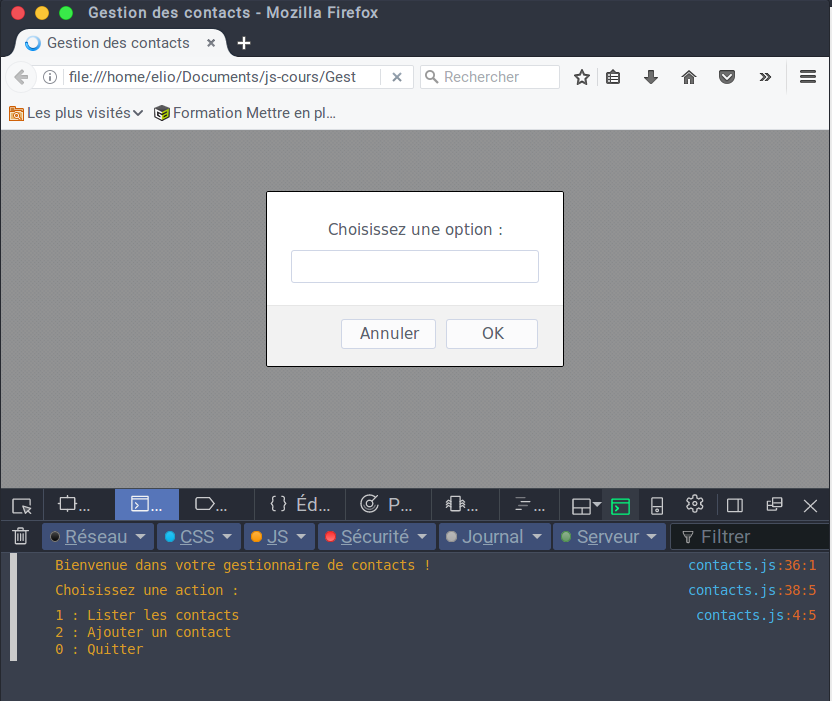 Gestion des contacts - Mozilla Firefox
Gestion des contacts
file:///home/elio/Documents/js-cours/Gest
Rechercher
Les plus visités
Formation Mettre en pl...
Choisissez une option :
Annuler
OK
...
...
...
{ } Éd...
P...
...
...
Réseau
CSS
JS
Sécurité
Journal
Serveur
Filtrer
Bienvenue dans votre gestionnaire de contacts ! contacts.js:36:1
Choisissez une action : contacts.js:38:5
1 : Lister les contacts contacts.js:4:5
2 : Ajouter un contact
0 : Quitter